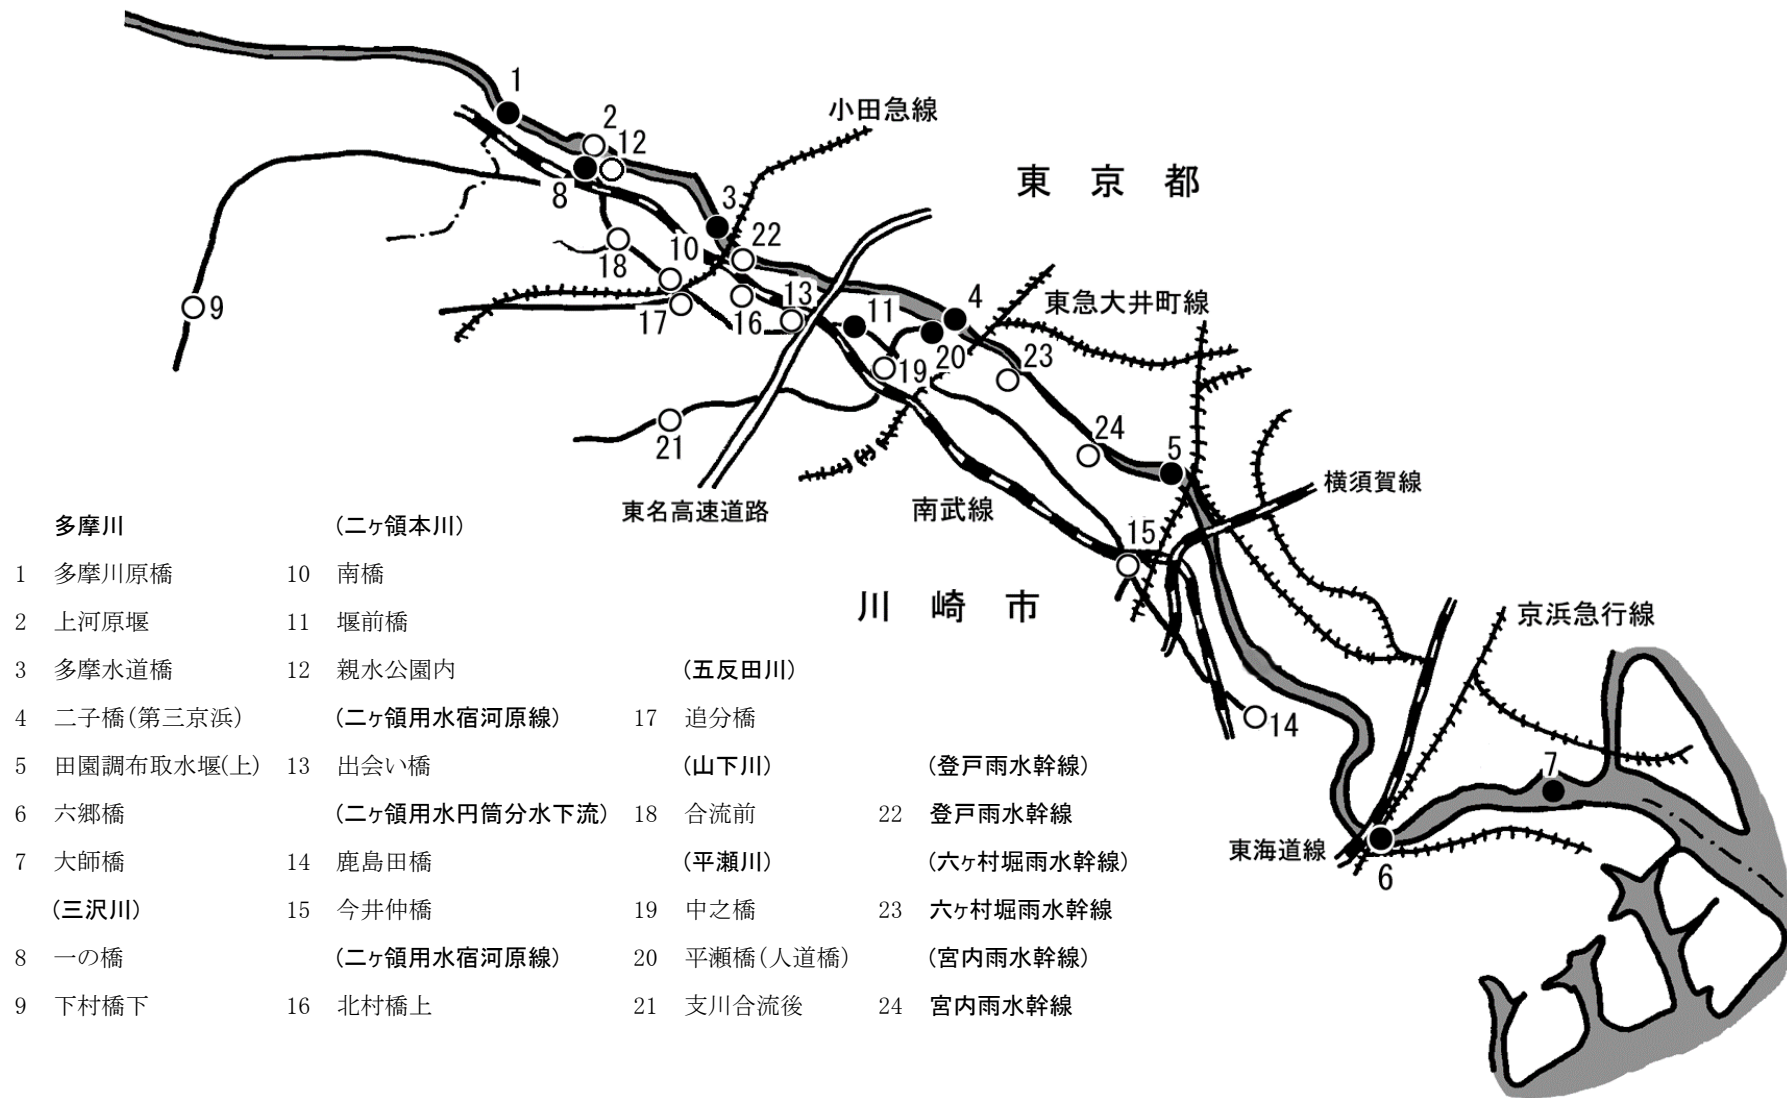 1
2
12
小田急線
東 京 都
8
3
10
22
18
9
17
16
13
11
4
東急大井町線
20
19
23
21
24
5
東名高速道路
南武線
横須賀線
15
川 崎 市
京浜急行線
14
7
東海道線
6
多摩川
1 多摩川原橋
2 上河原堰
3 多摩水道橋
4 二子橋(第三京浜)
5 田園調布取水堰(上)
6 六郷橋
7 大師橋
(三沢川)
8 一の橋
9 下村橋下
(二ヶ領本川)
10 南橋
11 堰前橋
12 親水公園内
(二ヶ領用水宿河原線)
13 出会い橋
(二ヶ領用水円筒分水下流)
14 鹿島田橋
15 今井仲橋
(二ヶ領用水宿河原線)
16 北村橋上
(五反田川)
17 追分橋
(山下川)
18 合流前
(平瀬川)
19 中之橋
20 平瀬橋(人道橋)
21 支川合流後
(登戸雨水幹線)
22 登戸雨水幹線
(六ヶ村堀雨水幹線)
23 六ヶ村堀雨水幹線
(宮内雨水幹線)
24 宮内雨水幹線